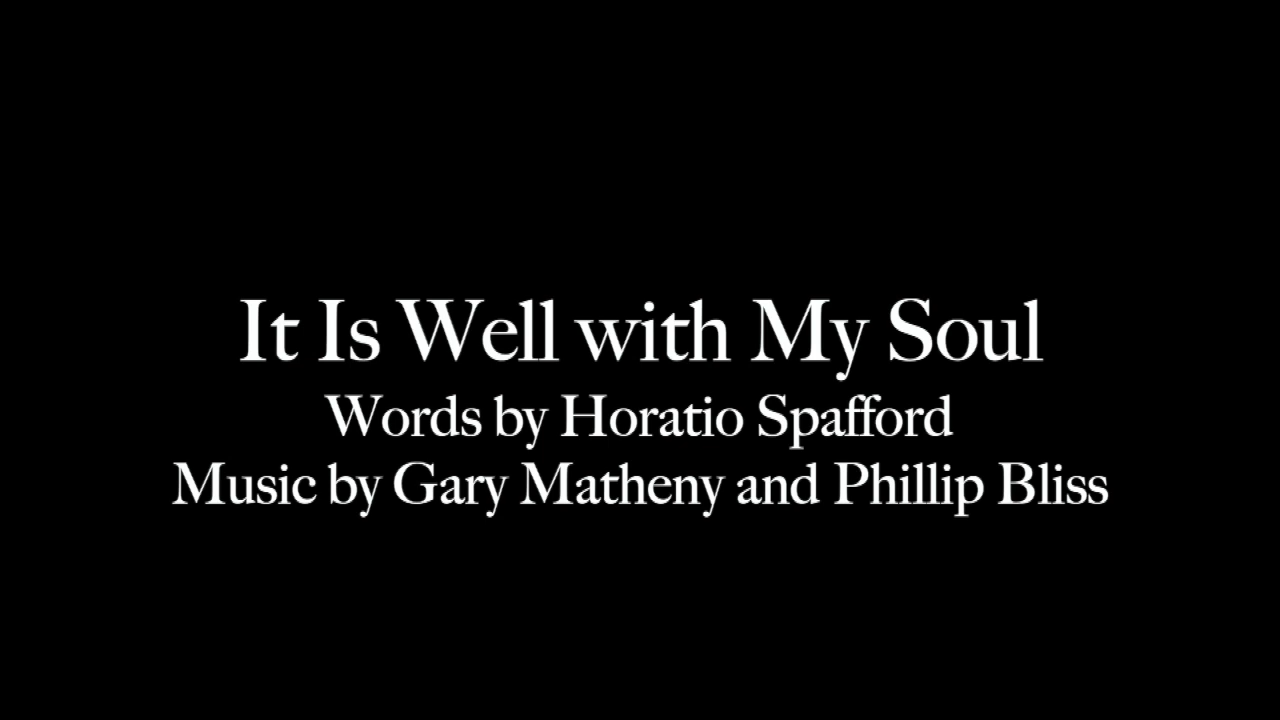 It Is Well with My Soul
Words by Horatio Spafford
Music by Gary Matheny and Phillip Bliss